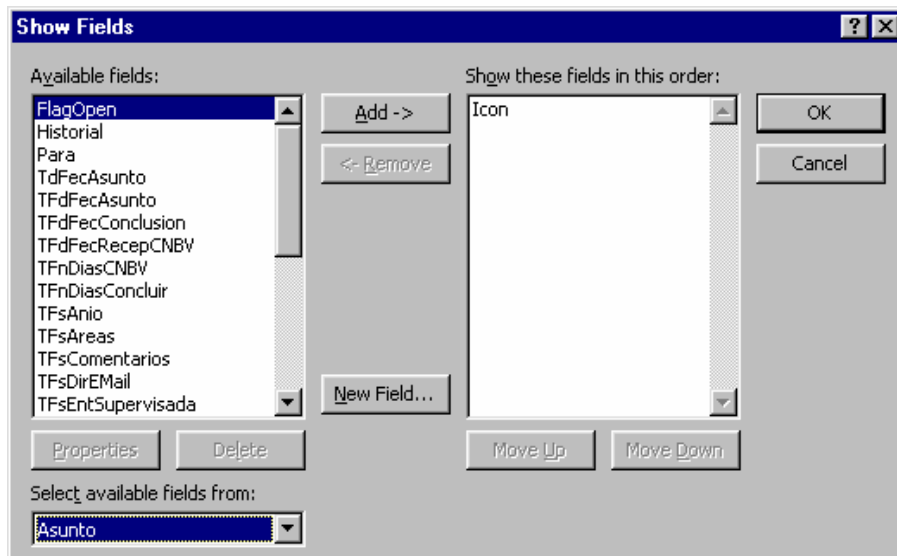 Show Fields
Available fields:
FlagOpen
Historial
Para
TdFecAsunto
TFdFecAsunto
TFdFecConclusion
TFdFecRecepCNBV
TFnDiasCNBV
TFnDiasConcluir
TFsAnio
TFsAreas
TFsComentarios
TFsDirEMail
TFsEntSupervisada
Add ->
<- Remove
New Field...
Show these fields in this order:
Icon
OK
Cancel
Properties
Delete
Move Up
Move Down
Select available fields from:
Asunto